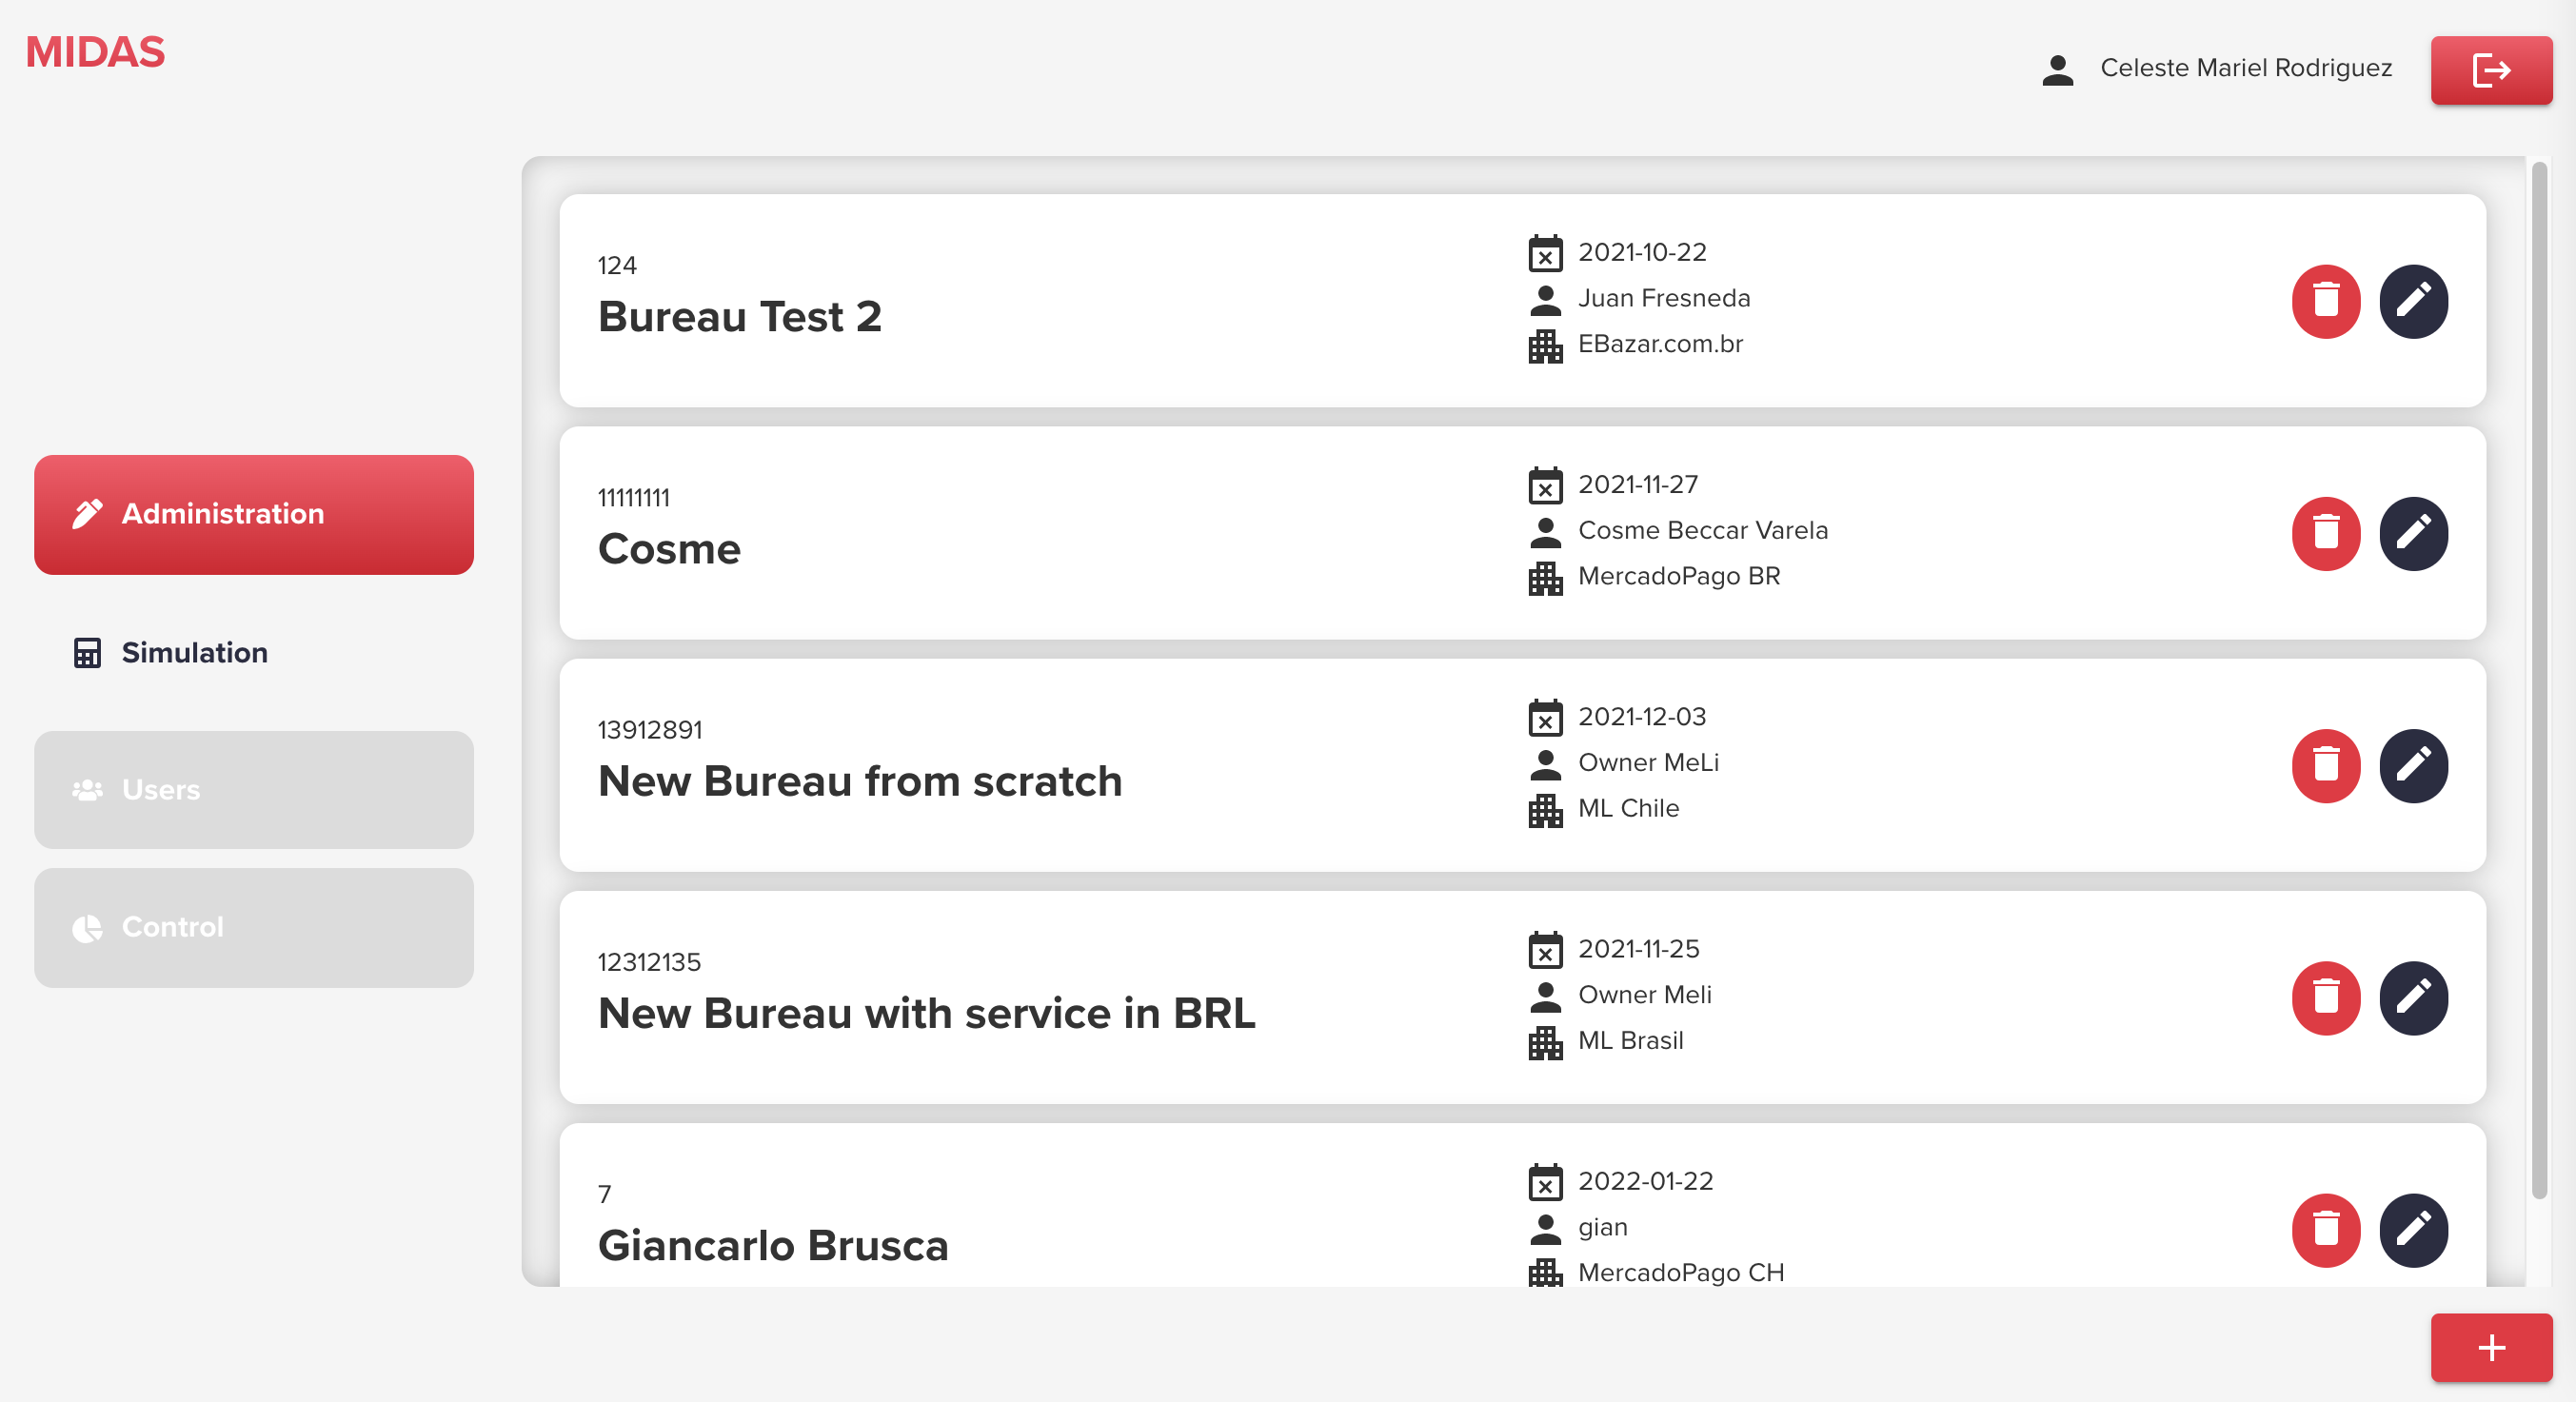 MIDAS
Celeste Mariel Rodriguez
Administration
Simulation
Users
Control
124
Bureau Test 2
2021-10-22
Juan Fresneda
EBazar.com.br
11111111
Cosme
2021-11-27
Cosme Beccar Varela
MercadoPago BR
13912891
New Bureau from scratch
2021-12-03
Owner MeLi
ML Chile
12312135
New Bureau with service in BRL
2021-11-25
Owner Meli
ML Brasil
7
Giancarlo Brusca
2022-01-22
gian
MercadoPago CH